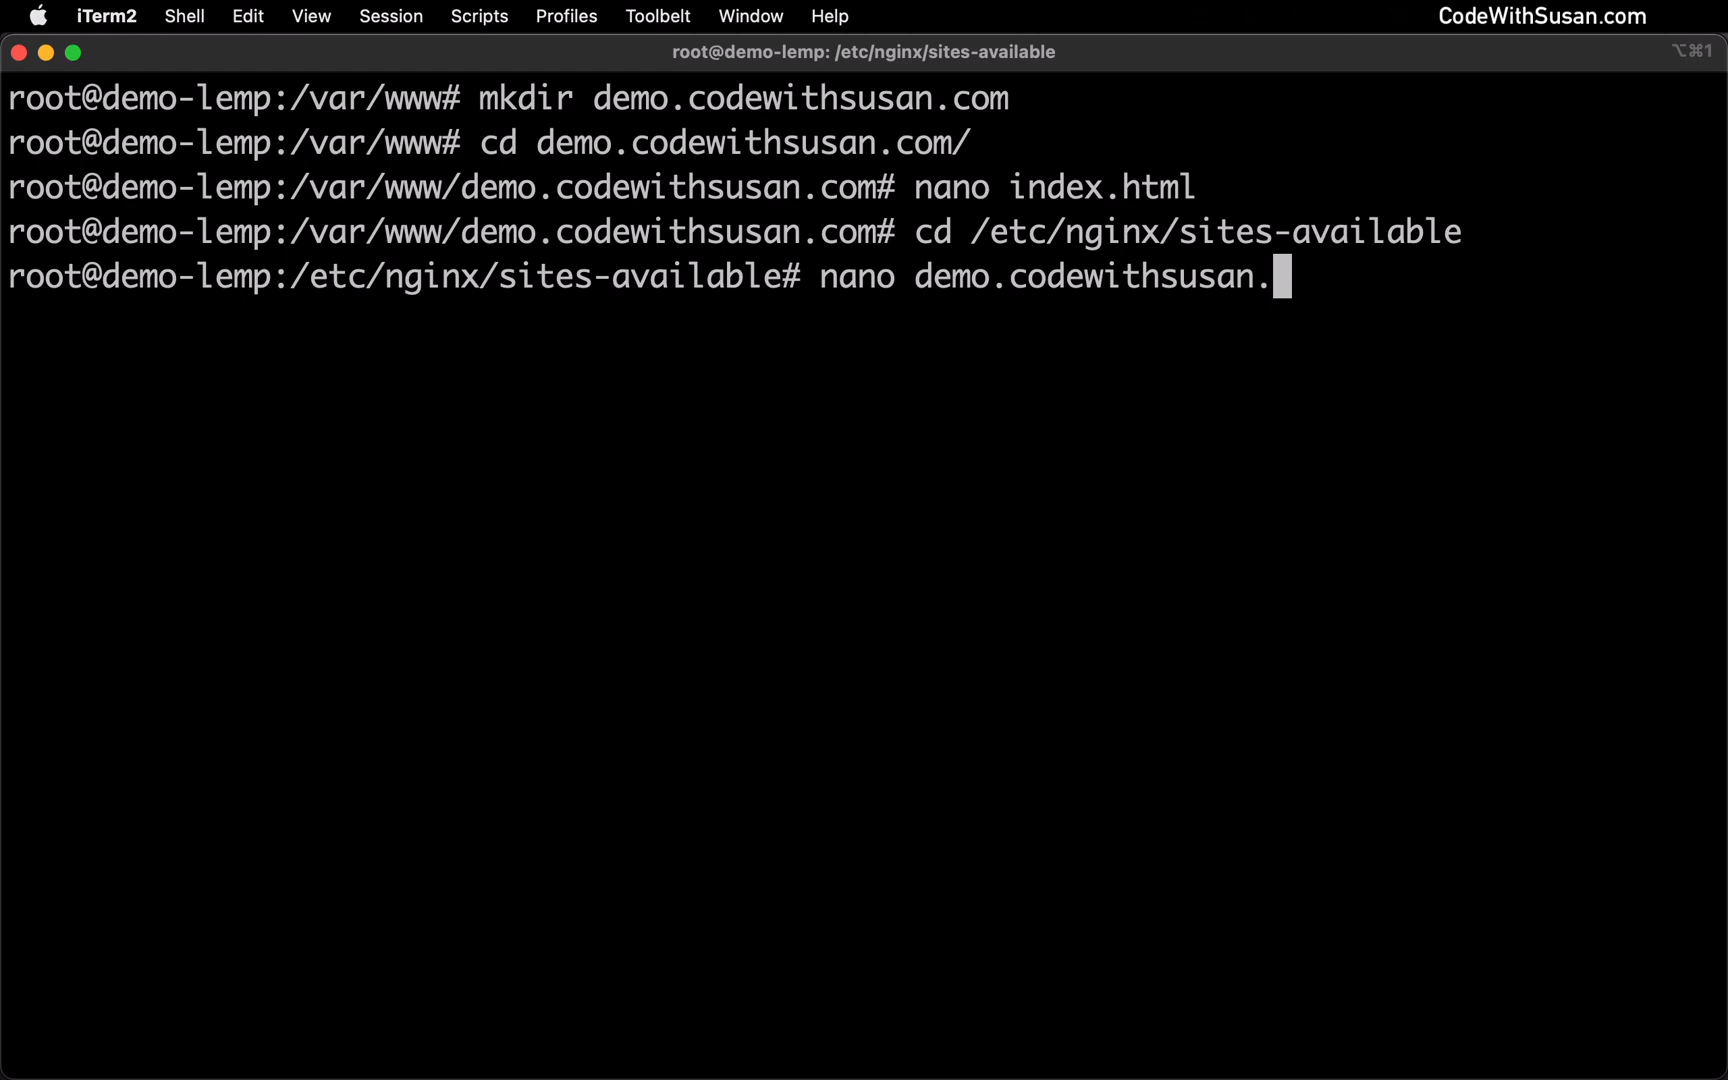 iTerm2 Shell Edit View Session Scripts Profiles Toolbelt Window Help CodeWithSusan.com
root@demo-lemp: /etc/nginx/sites-available ⌥⌘1
root@demo-lemp:/var/www# mkdir demo.codewithsusan.com
root@demo-lemp:/var/www# cd demo.codewithsusan.com/
root@demo-lemp:/var/www/demo.codewithsusan.com# nano index.html
root@demo-lemp:/var/www/demo.codewithsusan.com# cd /etc/nginx/sites-available
root@demo-lemp:/etc/nginx/sites-available# nano demo.codewithsusan.